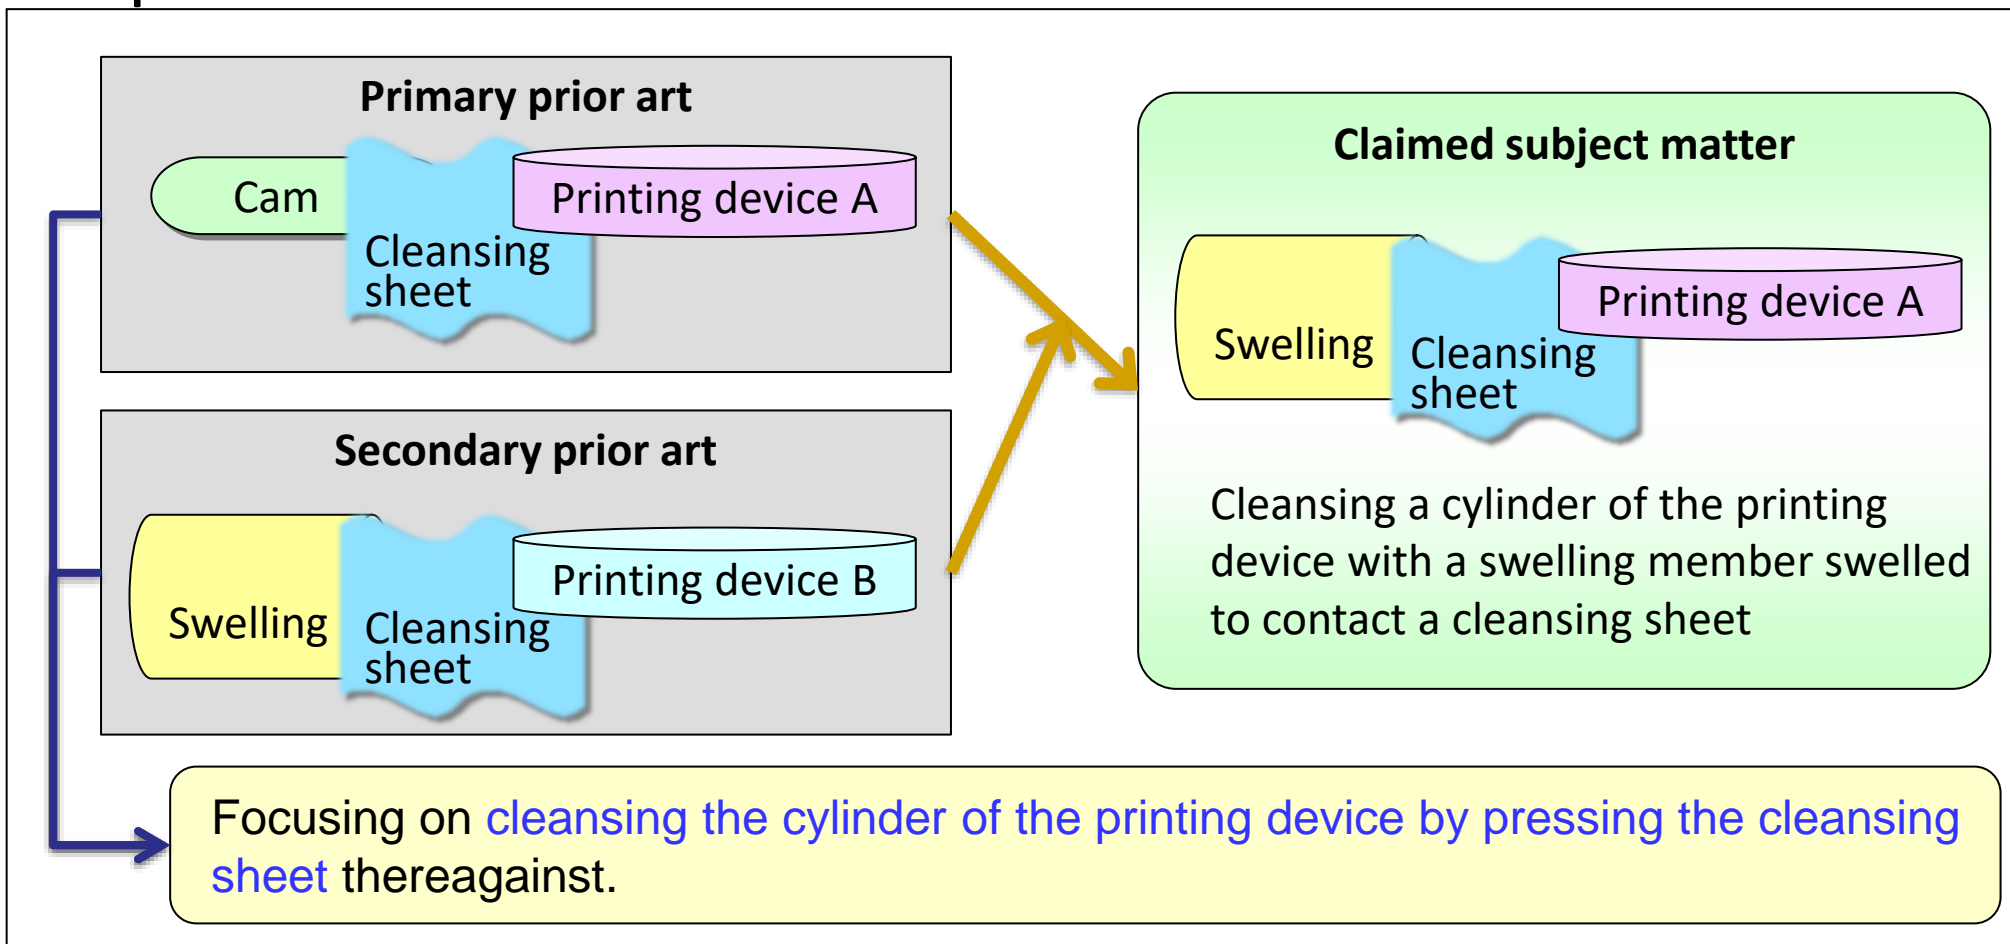 Primary prior art
Cam
Cleansing
sheet
Printing device A
Secondary prior art
Swelling
Cleansing
sheet
Printing device B
Claimed subject matter
Swelling
Cleansing
sheet
Printing device A
Cleansing a cylinder of the printing
device with a swelling member swelled
to contact a cleansing sheet
Focusing on cleansing the cylinder of the printing device by pressing the cleansing
sheet thereagainst.